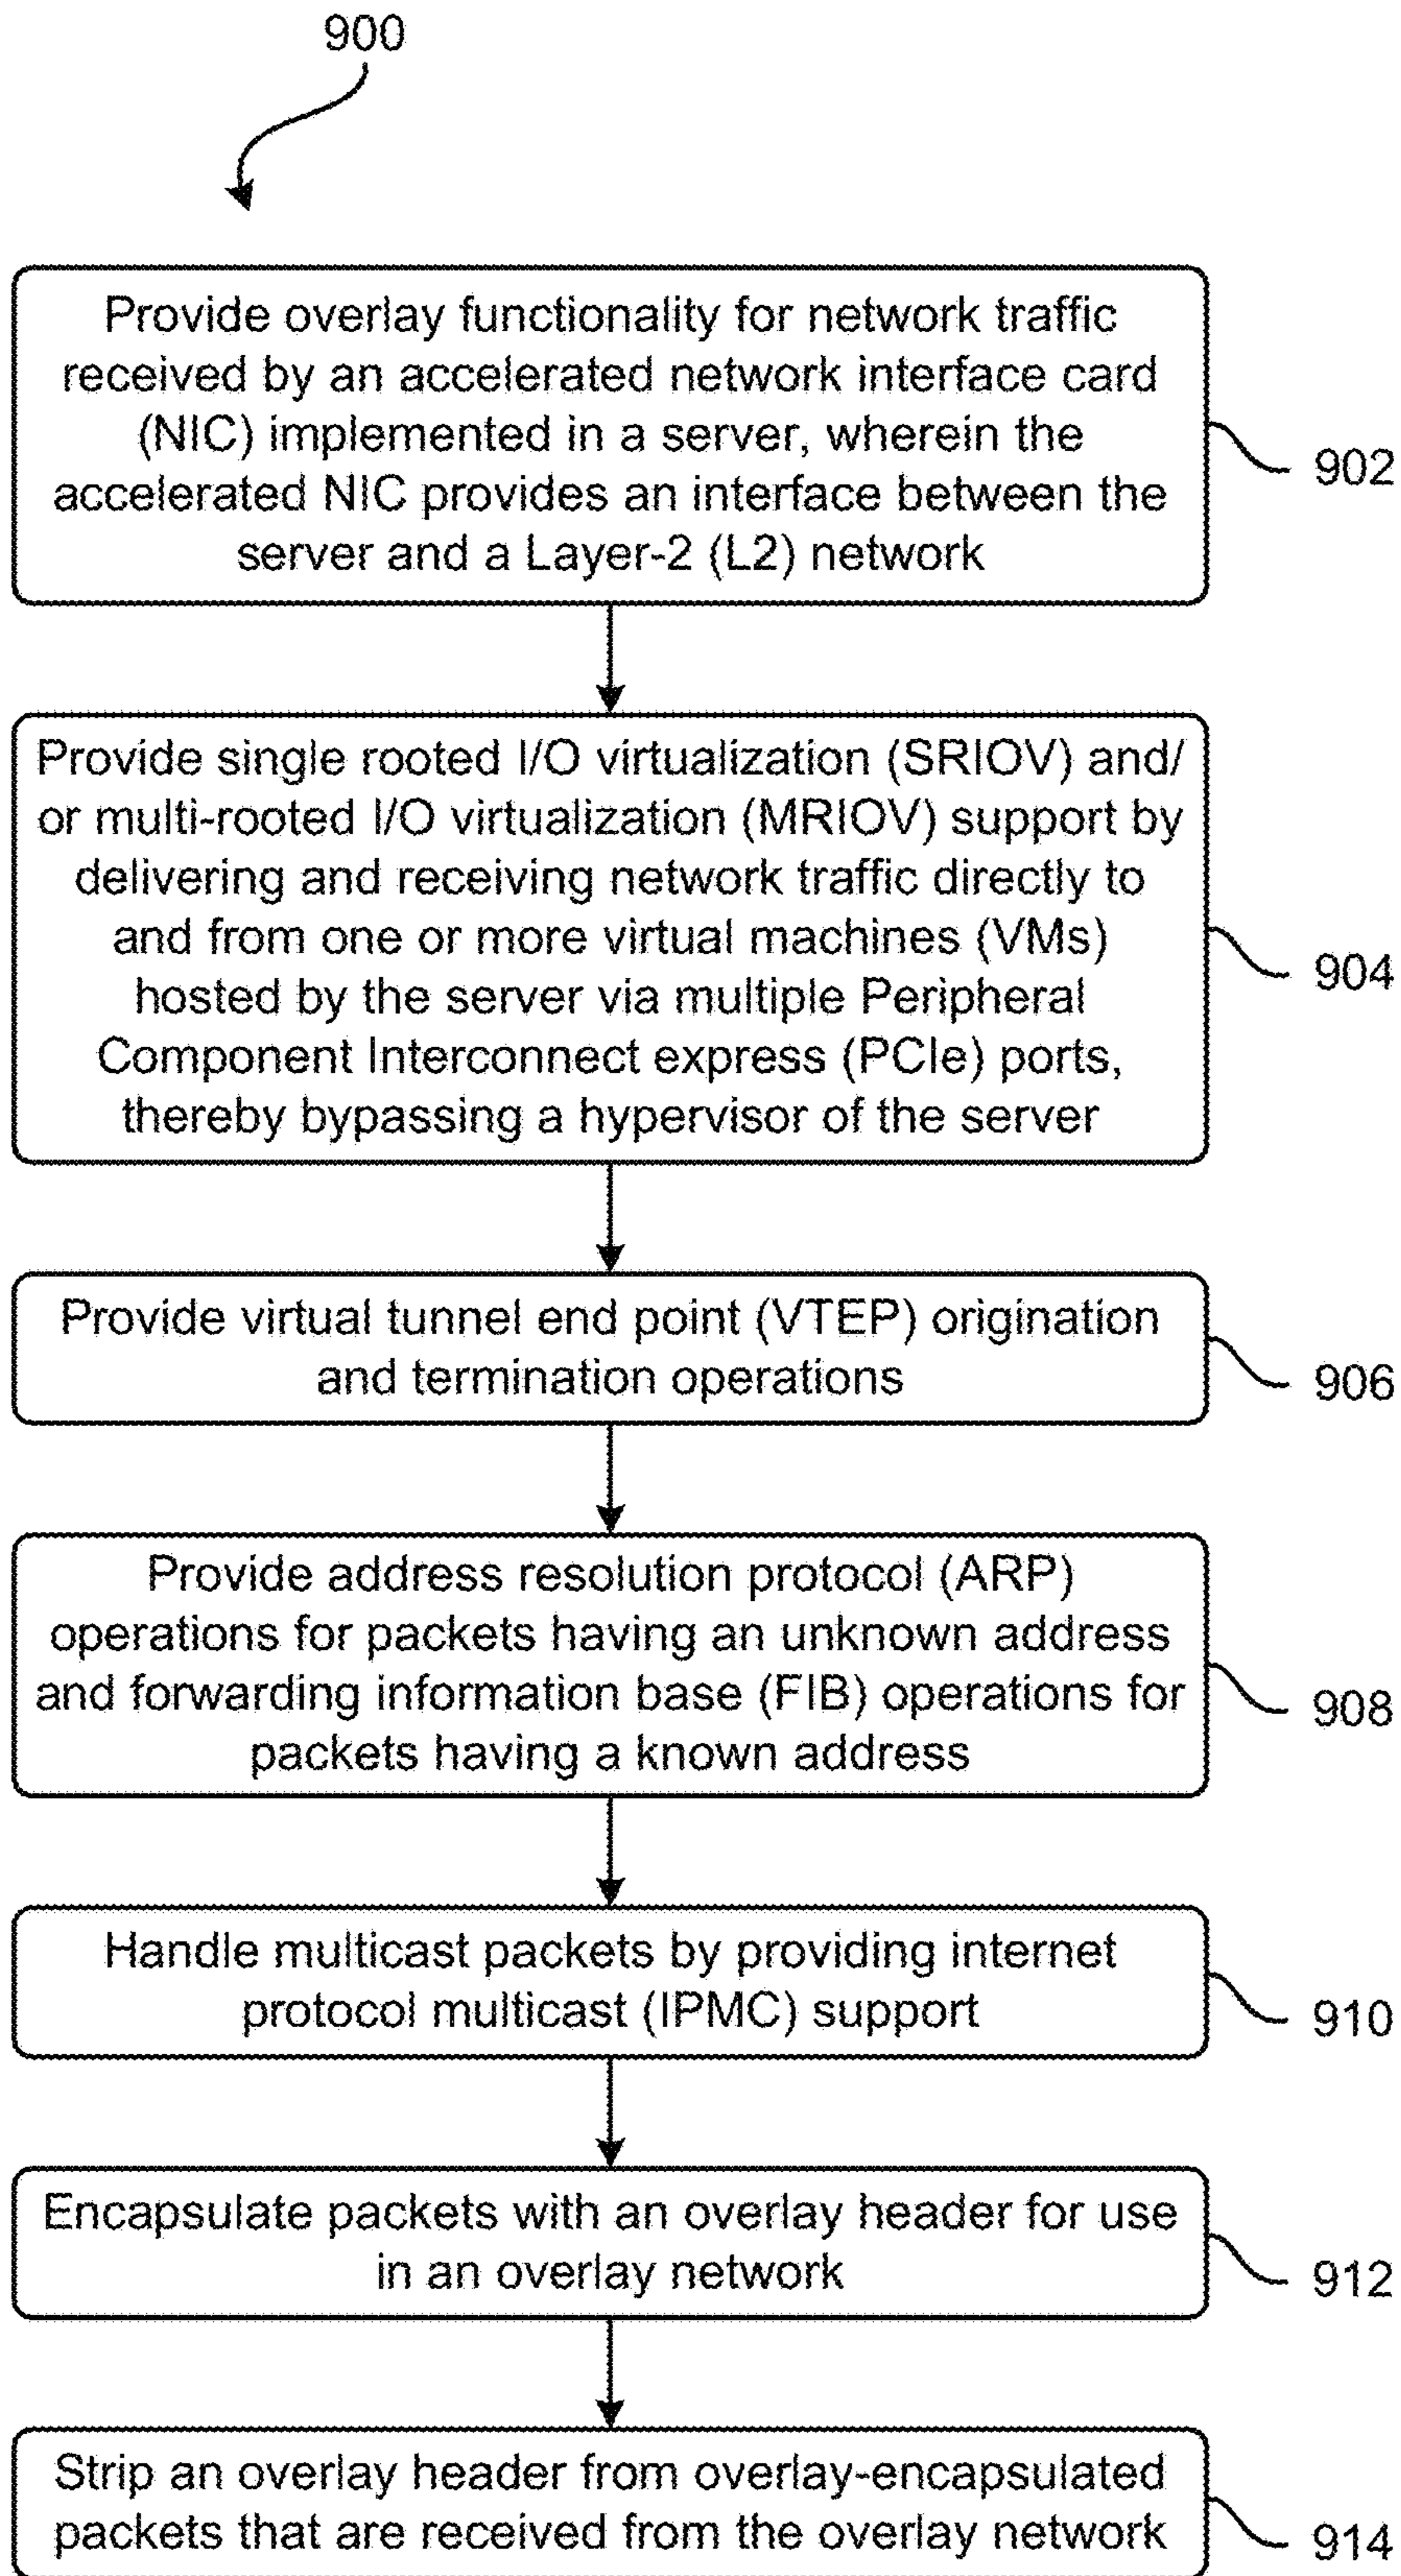 900
Provide overlay functionality for network traffic
received by an accelerated network interface card
(NIC) implemented in a server, wherein the
accelerated NIC provides an interface between the
server and a Layer-2 (L2) network
902
Provide single rooted I/O virtualization (SRIOV) and/
or multi-rooted I/O virtualization (MRIOV) support by
delivering and receiving network traffic directly to
and from one or more virtual machines (VMs)
hosted by the server via multiple Peripheral
Component Interconnect express (PCIe) ports,
thereby bypassing a hypervisor of the server
904
Provide virtual tunnel end point (VTEP) origination
and termination operations
906
Provide address resolution protocol (ARP)
operations for packets having an unknown address
and forwarding information base (FIB) operations for
packets having a known address
908
Handle multicast packets by providing internet
protocol multicast (IPMC) support
910
Encapsulate packets with an overlay header for use
in an overlay network
912
Strip an overlay header from overlay-encapsulated
packets that are received from the overlay network
914